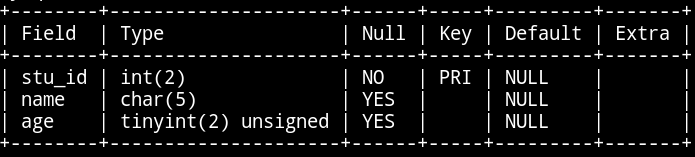 +--------+---------------------+------+-----+---------+-------+
| Field  | Type                | Null | Key | Default | Extra |
+--------+---------------------+------+-----+---------+-------+
| stu_id | int(2)              | NO   | PRI | NULL    |       |
| name   | char(5)             | YES  |     | NULL    |       |
| age    | tinyint(2) unsigned | YES  |     | NULL    |       |
+--------+---------------------+------+-----+---------+-------+